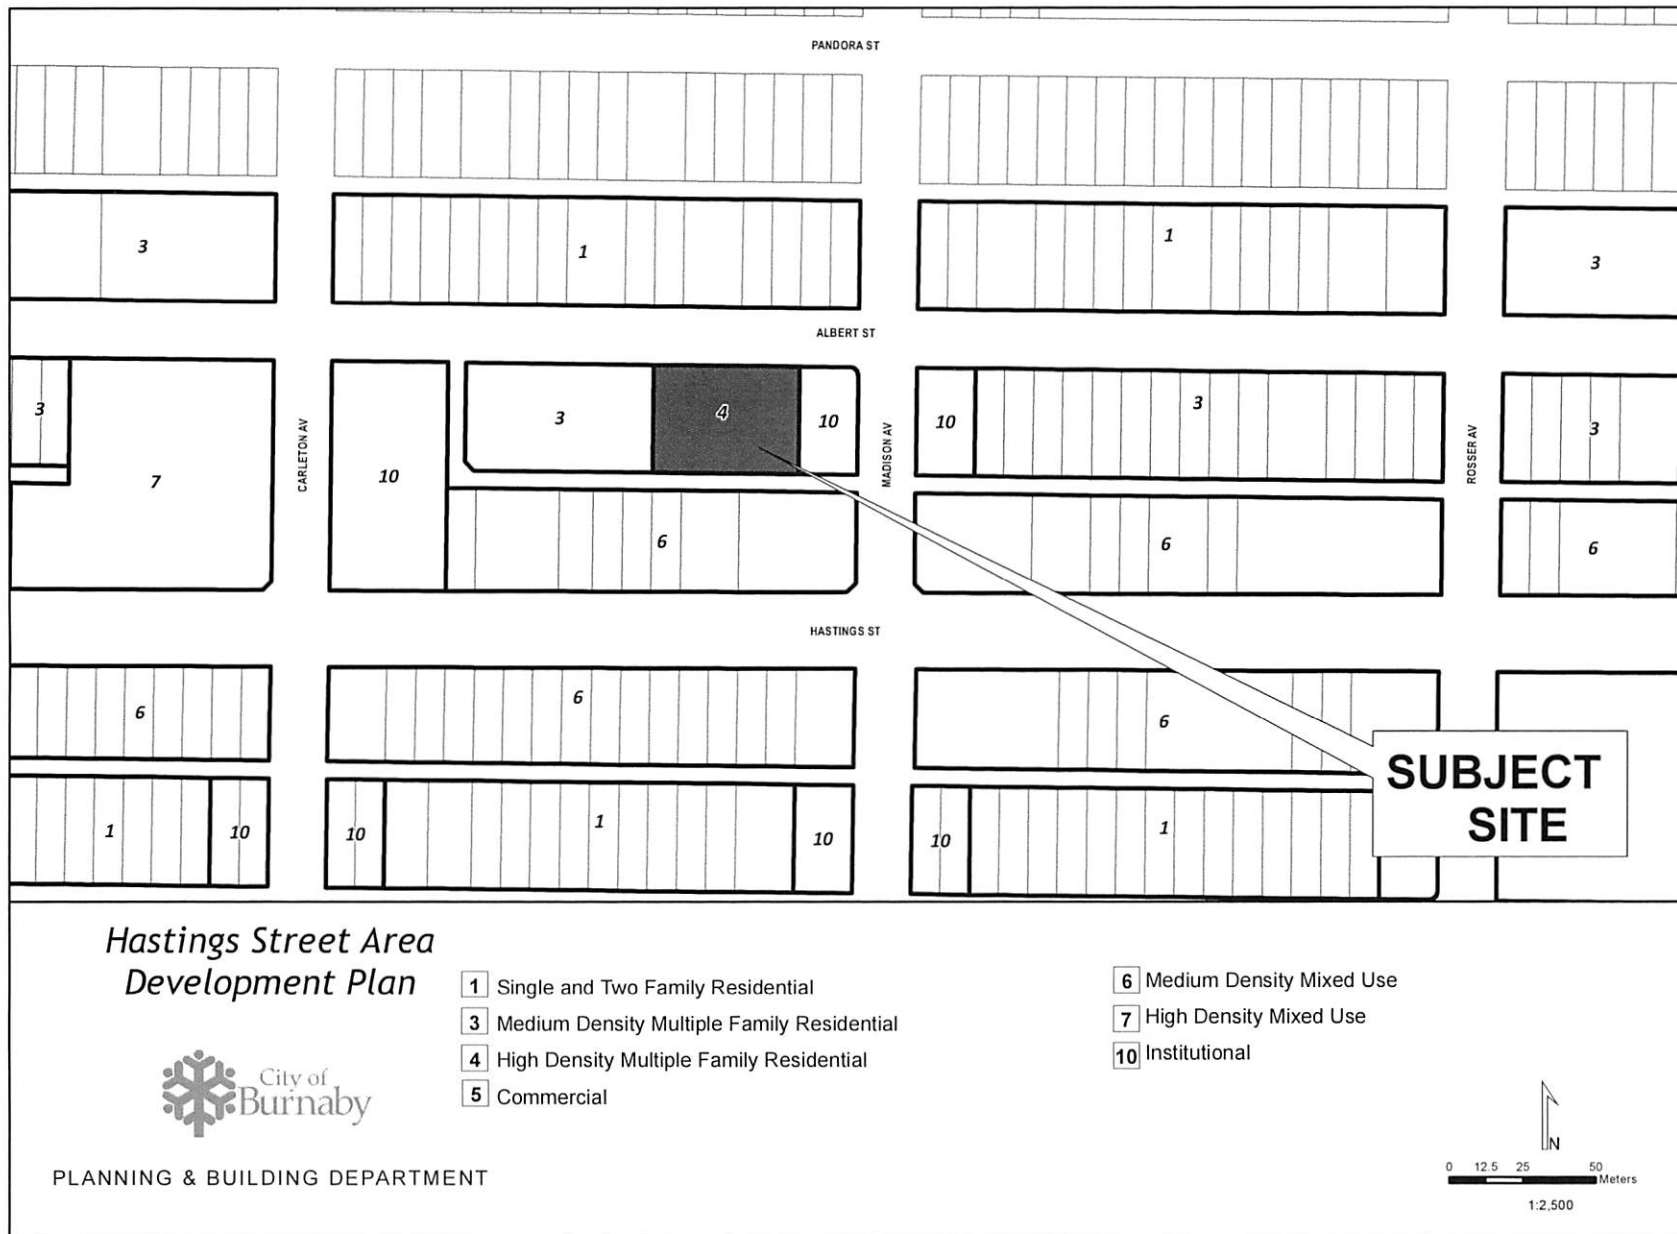 PANDORA ST
3
1
1
3
ALBERT ST
3
7
CARLETON AV
10
3
4
10
MADISON AV
10
3
ROSSER AV
3
6
6
6
HASTINGS ST
6
6
6
SUBJECT
SITE
1
10
10
1
10
10
1
Hastings Street Area
Development Plan
1 Single and Two Family Residential
3 Medium Density Multiple Family Residential
4 High Density Multiple Family Residential
5 Commercial
6 Medium Density Mixed Use
7 High Density Mixed Use
10 Institutional
City of
Burnaby
PLANNING & BUILDING DEPARTMENT
N
0 12.5 25 50
Meters
1:2,500